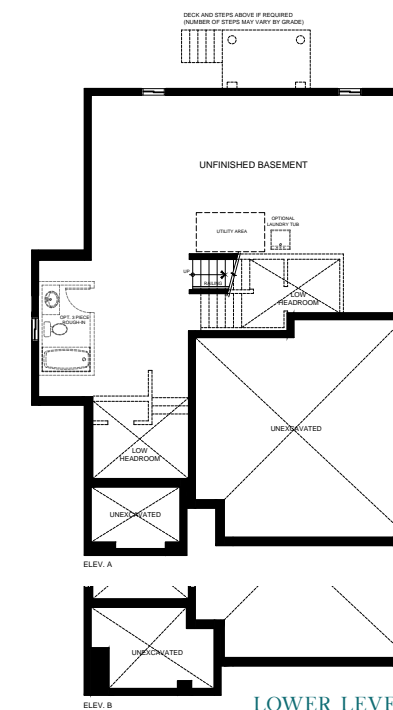 DECK AND STEPS ABOVE IF REQUIRED
(NUMBER OF STEPS MAY VARY BY GRADE)
UNFINISHED BASEMENT
UTILITY AREA
OPTIONAL
LAUNDRY TUB
UP
RAILING
LOW
HEADROOM
OPT. 3 PIECE
ROUGH-IN
UNEXCAVATED
LOW
HEADROOM
UNEXCAVATED
ELEV. A
UNEXCAVATED
ELEV. B
LOWER LEVE